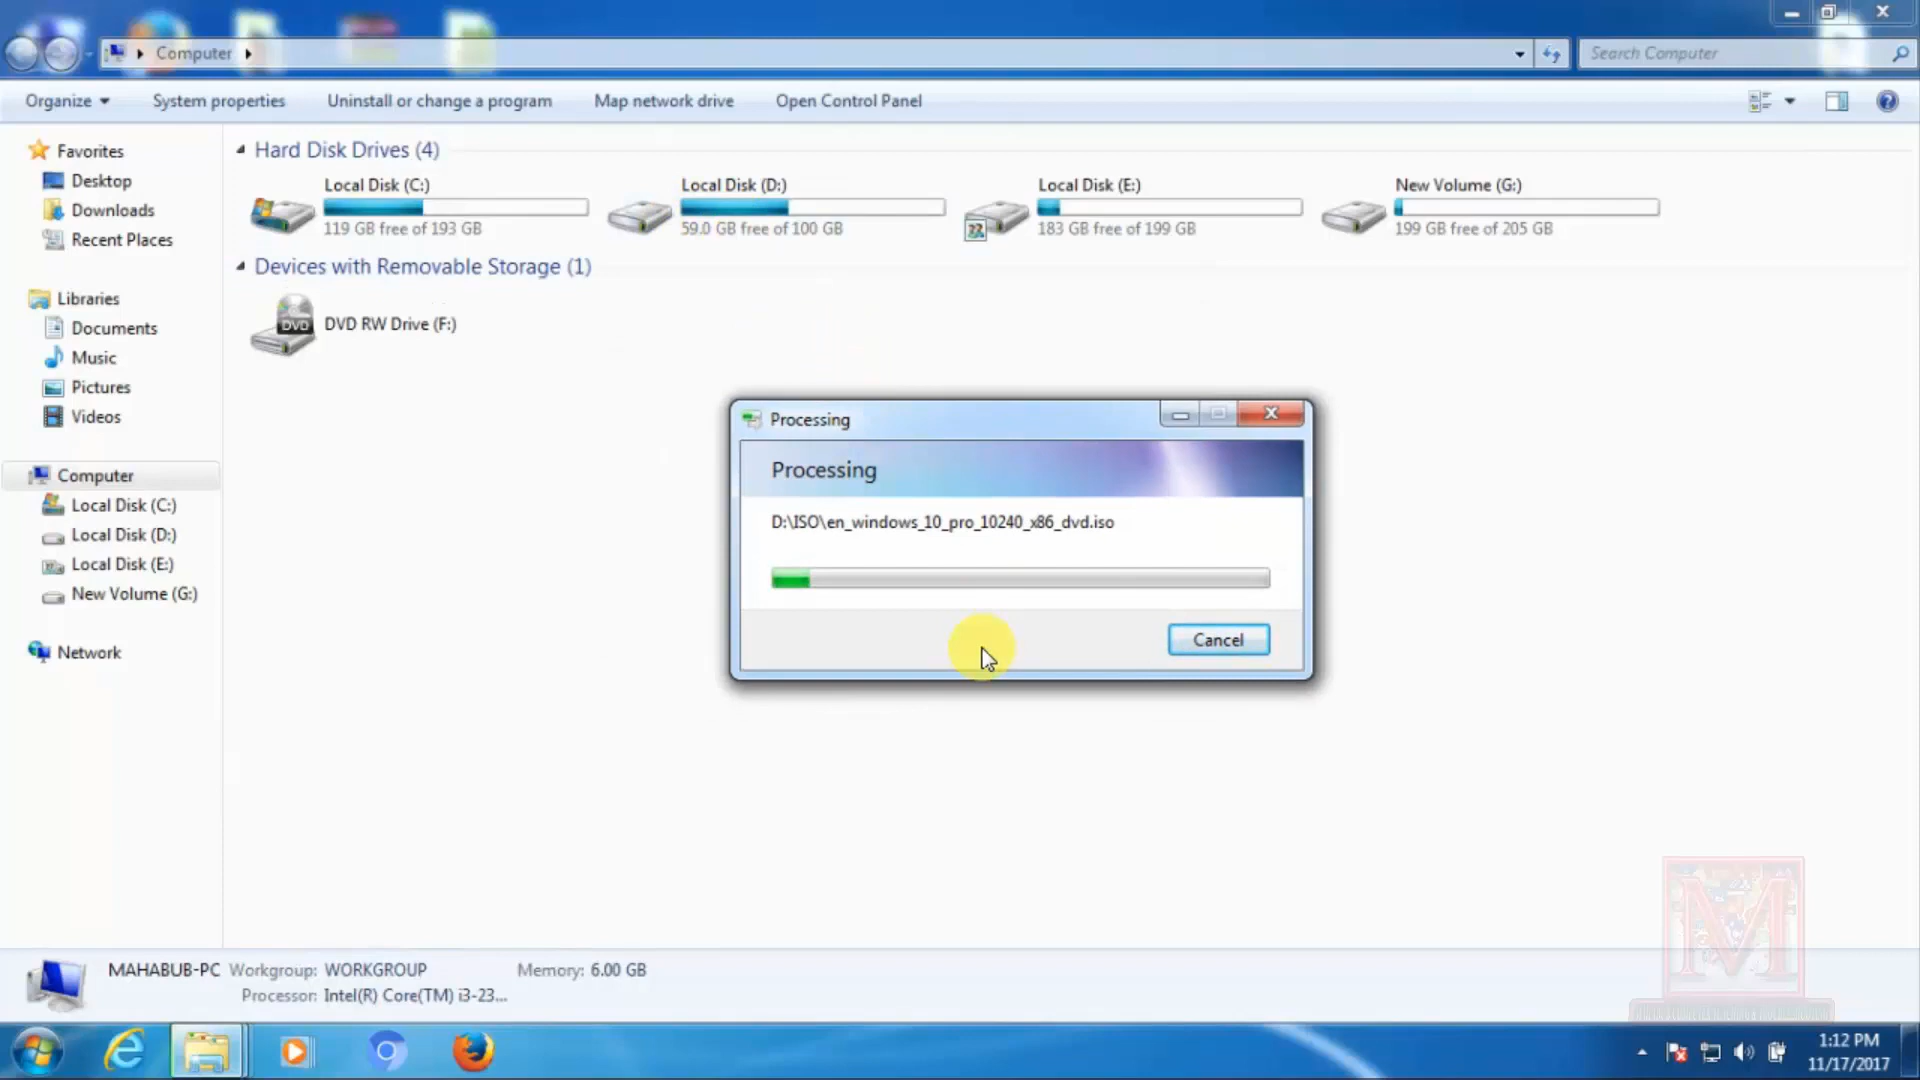 Computer
Search Computer
Organize
System properties
Uninstall or change a program
Map network drive
Open Control Panel
Favorites
Desktop
Downloads
Recent Places
Libraries
Documents
Music
Pictures
Videos
Computer
Local Disk (C:)
Local Disk (D:)
Local Disk (E:)
New Volume (G:)
Network
Hard Disk Drives (4)
Local Disk (C:)
119 GB free of 193 GB
Local Disk (D:)
59.0 GB free of 100 GB
Local Disk (E:)
183 GB free of 199 GB
New Volume (G:)
199 GB free of 205 GB
Devices with Removable Storage (1)
DVD
DVD RW Drive (F:)
Processing
Processing
D:\ISO\en_windows_10_pro_10240_x86_dvd.iso
Cancel
MAHABUB-PC Workgroup: WORKGROUP Memory: 6.00 GB
Processor: Intel(R) Core(TM) i3-23...
M
1:12 PM
11/17/2017